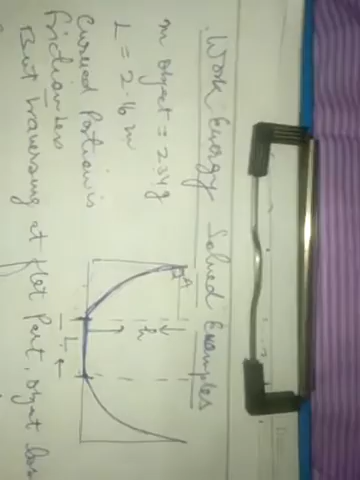 Work Energy Solved Examples
m object = 234 g
L = 2.16 m
Curved Portion is
frictionless
But traversing at flat Part, object
A
h
L